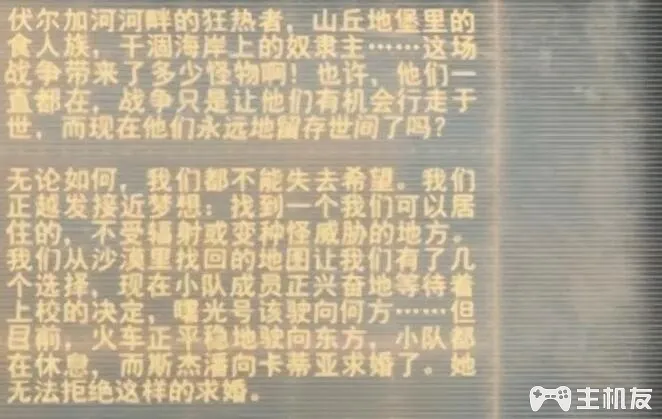 伏尔加河河畔的狂热者，山丘地堡里的
食人族，干涸海岸上的奴隶主……这场
战争带来了多少怪物啊！也许，他们一
直都在，战争只是让他们有机会行走于
世，而现在他们永远地留存世间了吗？
无论如何，我们都不能失去希望。我们
正越发接近梦想：找到一个我们可以居
住的，不受辐射或变种怪威胁的地方。
我们从沙漠里找回的地图让我们有了几
个选择，现在小队成员正兴奋地等待着
上校的决定，曙光号该驶向何方……但
目前，火车正平稳地驶向东方，小队都
在休息，而斯杰潘向卡蒂亚求婚了。她
无法拒绝这样的求婚。
主机友